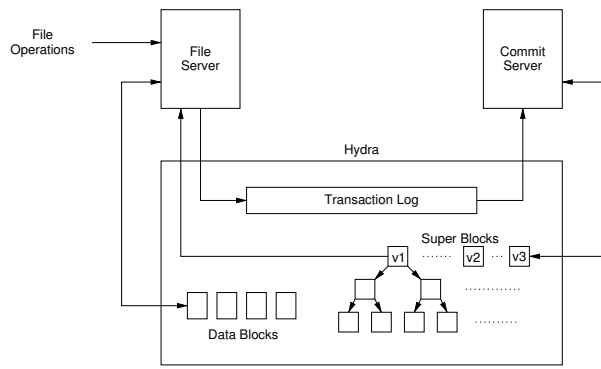 File
Operations
File
Server
Commit
Server
Hydra
Transaction Log
Super Blocks
v1
v2
v3
Data Blocks